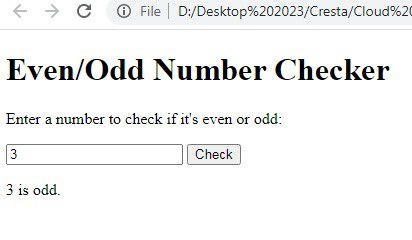 File | D:/Desktop%202023/Cresta/Cloud%20
Even/Odd Number Checker
Enter a number to check if it's even or odd:
3 Check
3 is odd.